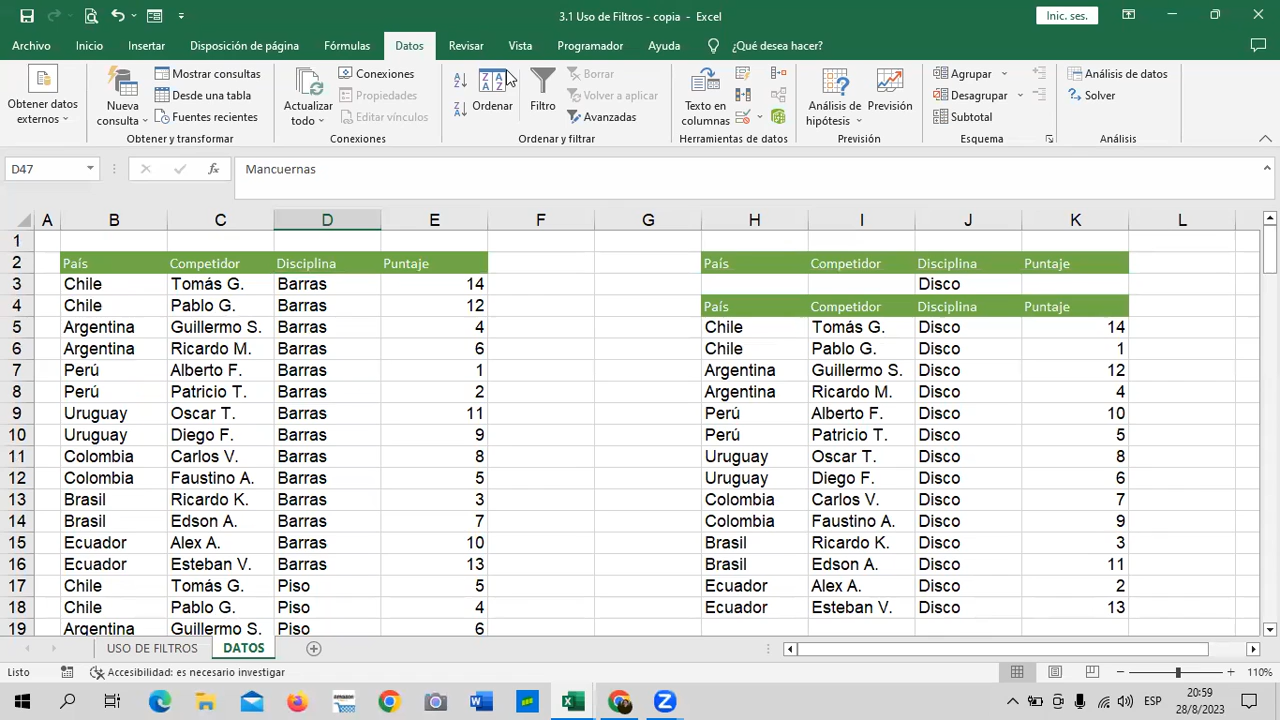 3.1 Uso de Filtros - copia - Excel
Inic. ses.
Archivo Inicio Insertar Disposición de página Fórmulas Datos Revisar Vista Programador Ayuda ¿Qué desea hacer?
Obtener datos externos
Nueva consulta
Mostrar consultas
Desde una tabla
Fuentes recientes
Obtener y transformar
Actualizar todo
Conexiones
Propiedades
Editar vínculos
Conexiones
Ordenar
Filtro
Borrar
Volver a aplicar
Avanzadas
Ordenar y filtrar
Texto en columnas
Herramientas de datos
Análisis de hipótesis
Previsión
Previsión
Agrupar
Desagrupar
Subtotal
Esquema
Análisis de datos
Solver
Análisis
D47 fx Mancuernas
A B C D E F G H I J K L
1
2 País Competidor Disciplina Puntaje País Competidor Disciplina Puntaje
3 Chile Tomás G. Barras 14 Disco
4 Chile Pablo G. Barras 12 País Competidor Disciplina Puntaje
5 Argentina Guillermo S. Barras 4 Chile Tomás G. Disco 14
6 Argentina Ricardo M. Barras 6 Chile Pablo G. Disco 1
7 Perú Alberto F. Barras 1 Argentina Guillermo S. Disco 12
8 Perú Patricio T. Barras 2 Argentina Ricardo M. Disco 4
9 Uruguay Oscar T. Barras 11 Perú Alberto F. Disco 10
10 Uruguay Diego F. Barras 9 Perú Patricio T. Disco 5
11 Colombia Carlos V. Barras 8 Uruguay Oscar T. Disco 8
12 Colombia Faustino A. Barras 5 Uruguay Diego F. Disco 6
13 Brasil Ricardo K. Barras 3 Colombia Carlos V. Disco 7
14 Brasil Edson A. Barras 7 Colombia Faustino A. Disco 9
15 Ecuador Alex A. Barras 10 Brasil Ricardo K. Disco 3
16 Ecuador Esteban V. Barras 13 Brasil Edson A. Disco 11
17 Chile Tomás G. Piso 5 Ecuador Alex A. Disco 2
18 Chile Pablo G. Piso 4 Ecuador Esteban V. Disco 13
19 Argentina Guillermo S. Piso 6
USO DE FILTROS DATOS
Listo Accesibilidad: es necesario investigar 110%
ESP
20:59
28/8/2023